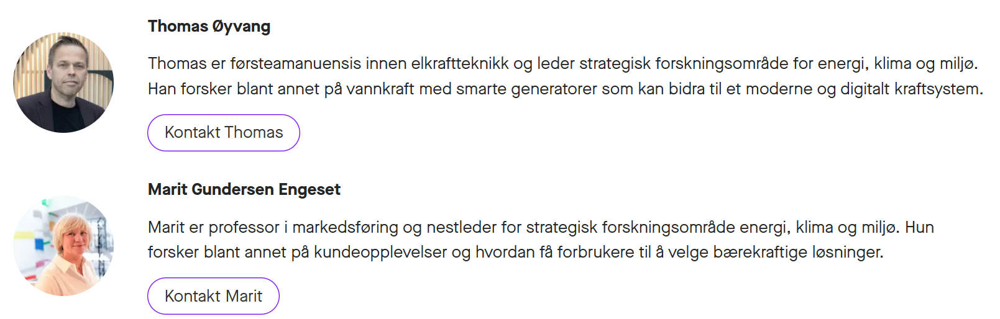 Thomas Øyvang
Thomas er førsteamanuensis innen elkraftteknikk og leder strategisk forskningsområde for energi, klima og miljø.
Han forsker blant annet på vannkraft med smarte generatorer som kan bidra til et moderne og digitalt kraftsystem.
Kontakt Thomas
Marit Gundersen Engeset
Marit er professor i markedsføring og nestleder for strategisk forskningsområde energi, klima og miljø. Hun
forsker blant annet på kundeopplevelser og hvordan få forbrukere til å velge bærekraftige løsninger.
Kontakt Marit